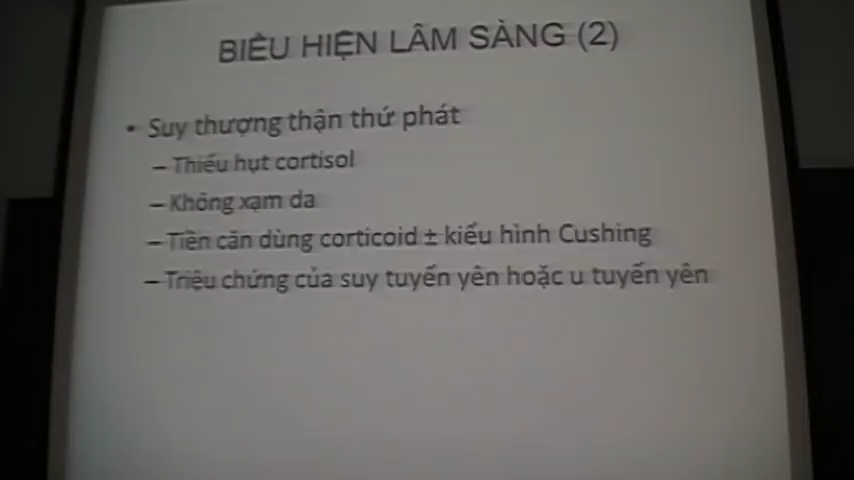 BIỂU HIỆN LÂM SÀNG (2)
• Suy thượng thận thứ phát
– Thiếu hụt cortisol
– Không xạm da
– Tiền căn dùng corticoid ± kiểu hình Cushing
– Triệu chứng của suy tuyến yên hoặc u tuyến yên